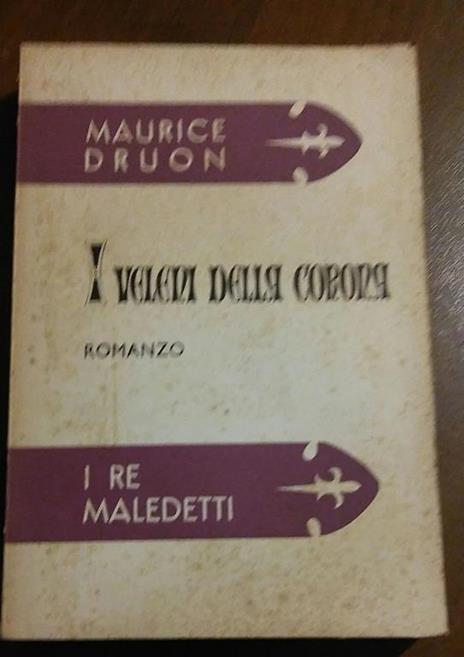 MAURICE
DRUON
I VELENI DELLA CORONA
ROMANZO
I RE
MALEDETTI